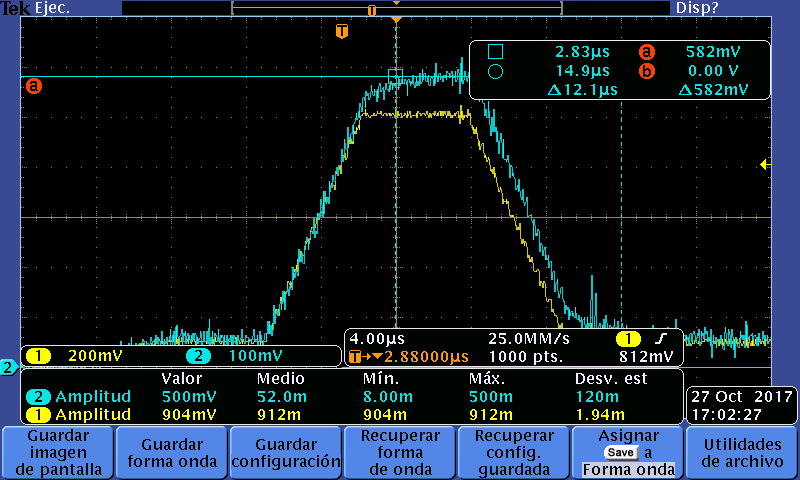 Tek Ejec. Disp?
T
T
2.83µs a 582mV
14.9µs b 0.00 V
Δ12.1µs Δ582mV
a
4.00µs 25.0MM/s 1
1 200mV 2 100mV T→▼2.88000µs 1000 pts. 812mV
2
Valor Medio Mín. Máx. Desv. est
2 Amplitud 500mV 52.0m 8.00m 500m 120m
1 Amplitud 904mV 912m 904m 912m 1.94m
27 Oct 2017
17:02:27
Guardar
imagen
de pantalla
Guardar
forma onda
Guardar
configuración
Recuperar
forma
de onda
Recuperar
config.
guardada
Asignar
Save a
Forma onda
Utilidades
de archivo